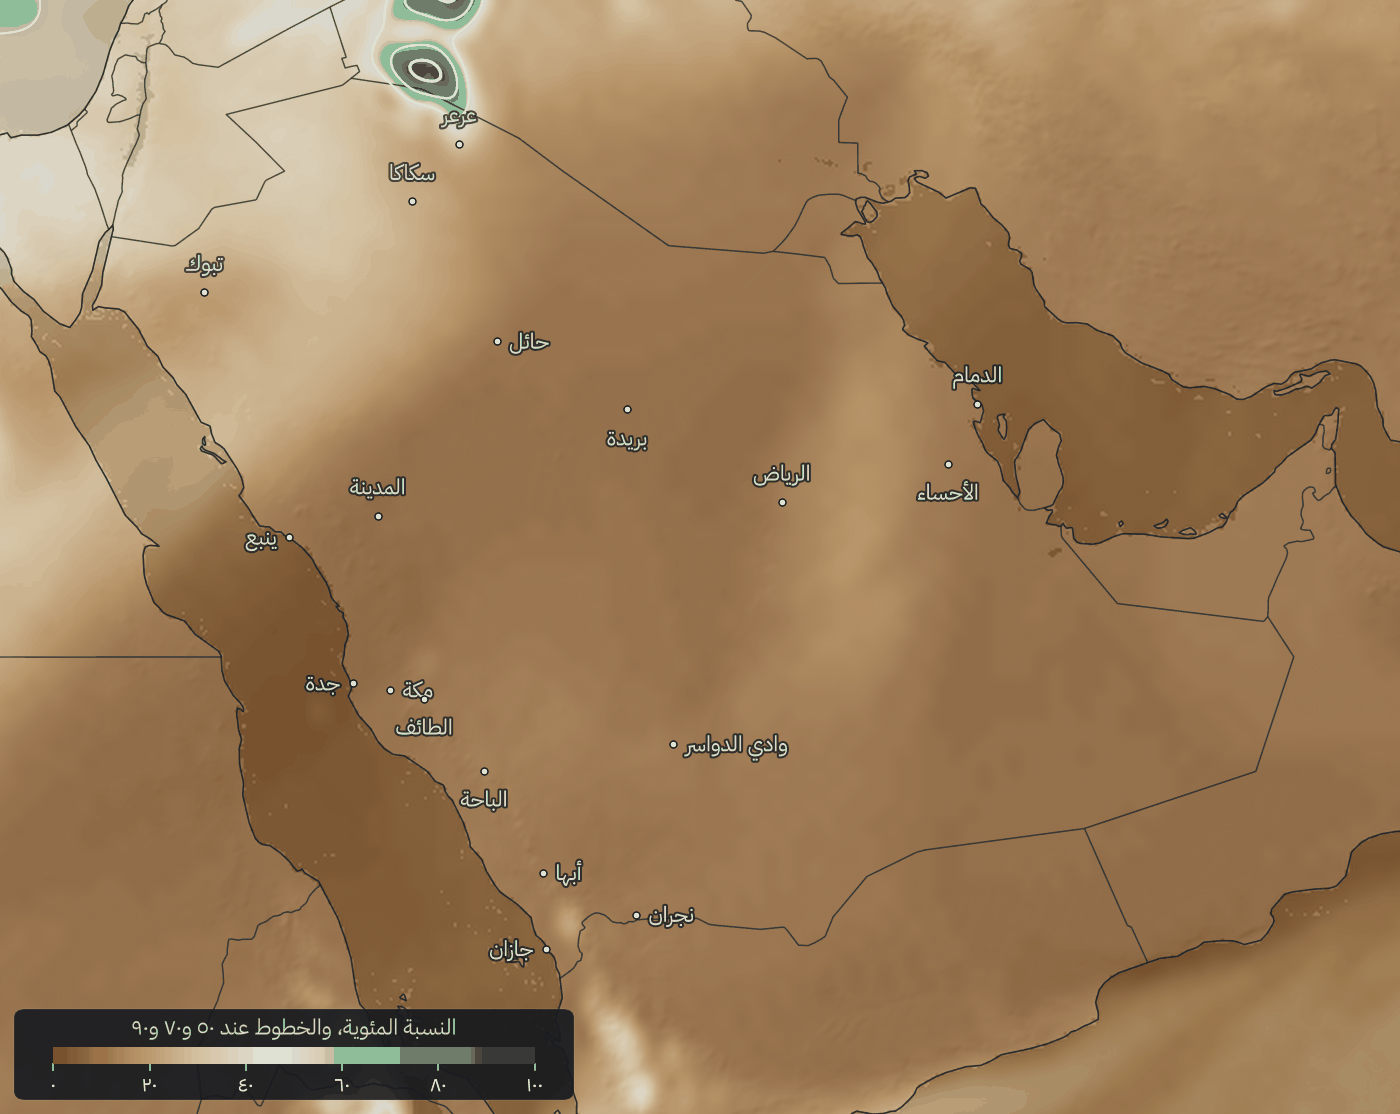 عرعر
سكاكا
تبوك
حائل
الدمام
بريدة
الرياض
الأحساء
المدينة
ينبع
جدة
مكة
الطائف
وادي الدواسر
الباحة
أبها
نجران
جازان
النسبة المئوية، والخطوط عند ٥٠ و٧٠ و٩٠
٠ ٢٠ ٤٠ ٦٠ ٨٠ ١٠٠